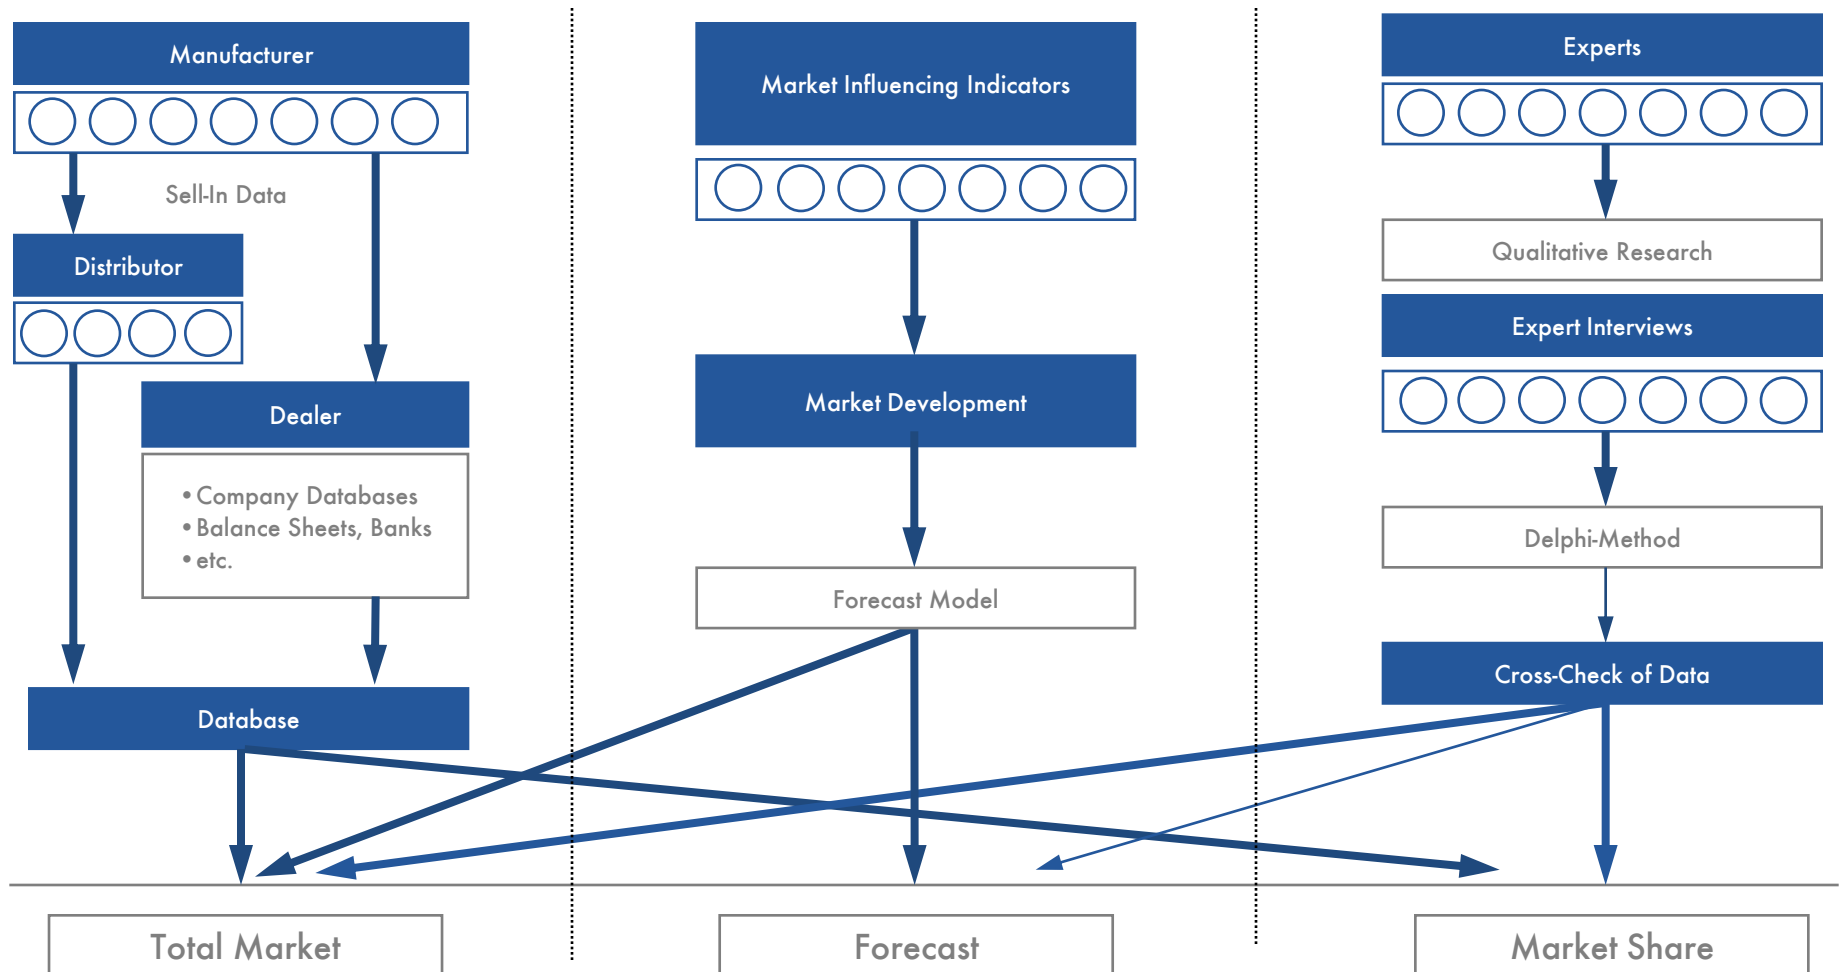 Manufacturer
Sell-In Data
Distributor
Dealer
• Company Databases
• Balance Sheets, Banks
• etc.
Database
Total Market
Market Influencing Indicators
Market Development
Forecast Model
Forecast
Experts
Qualitative Research
Expert Interviews
Delphi-Method
Cross-Check of Data
Market Share